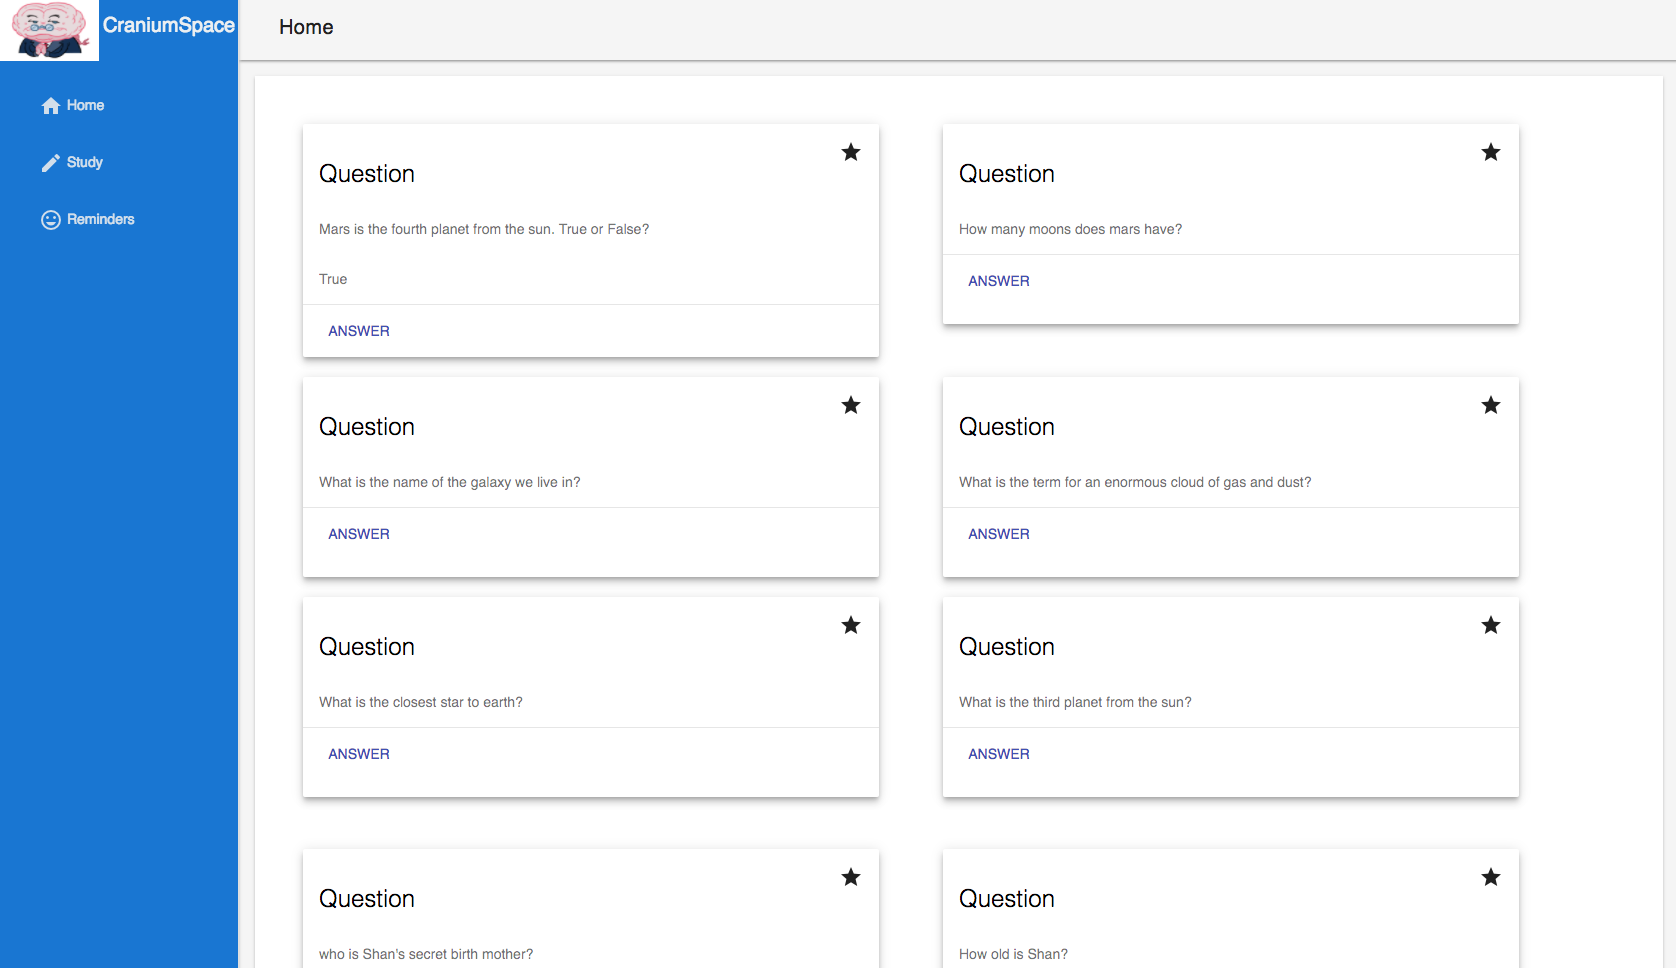 CraniumSpace
Home
Home
Study
Reminders
Question
Mars is the fourth planet from the sun. True or False?
True
ANSWER
Question
How many moons does mars have?
ANSWER
Question
What is the name of the galaxy we live in?
ANSWER
Question
What is the term for an enormous cloud of gas and dust?
ANSWER
Question
What is the closest star to earth?
ANSWER
Question
What is the third planet from the sun?
ANSWER
Question
who is Shan's secret birth mother?
Question
How old is Shan?